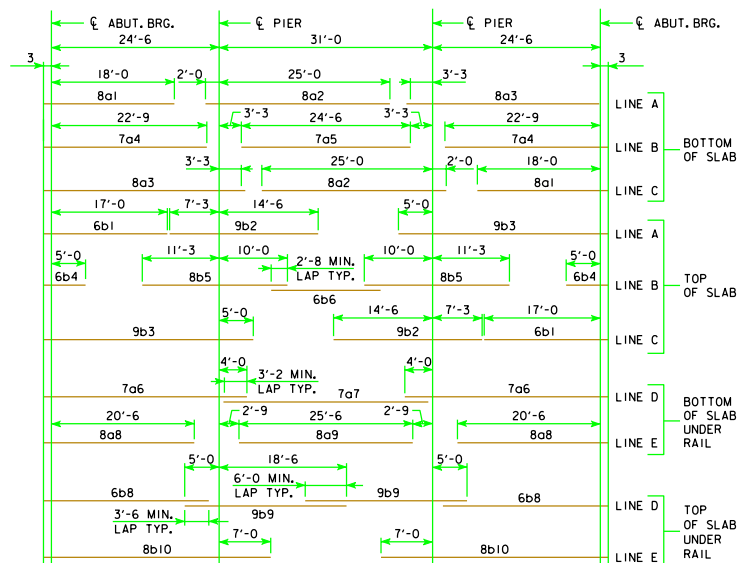 ℄ ABUT. BRG. ℄ PIER ℄ PIER ℄ ABUT. BRG.
24'-6 31'-0 24'-6
3 3
18'-0 2'-0 25'-0 3'-3
8a1 8a2 8a3 LINE A
22'-9 3'-3 24'-6 3'-3 22'-9
7a4 7a5 7a4 LINE B
BOTTOM
OF SLAB
3'-3 25'-0 2'-0 18'-0
8a3 8a2 8a1 LINE C
17'-0 7'-3 14'-6 5'-0
6b1 9b2 9b3 LINE A
5'-0 11'-3 10'-0 2'-8 MIN.
LAP TYP. 10'-0 11'-3 5'-0
6b4 8b5 8b5 6b4 LINE B
6b6
TOP
OF SLAB
5'-0 14'-6 7'-3 17'-0
9b3 9b2 6b1 LINE C
4'-0 4'-0
3'-2 MIN.
LAP TYP.
7a6 7a7 7a6 LINE D
20'-6 2'-9 25'-6 2'-9 20'-6
8a8 8a9 8a8 LINE E
BOTTOM
OF SLAB
UNDER
RAIL
5'-0 18'-6 5'-0
6'-0 MIN.
LAP TYP.
6b8 9b9 6b8 LINE D
3'-6 MIN.
LAP TYP. 9b9
7'-0 7'-0
8b10 8b10 LINE E
TOP
OF SLAB
UNDER
RAIL